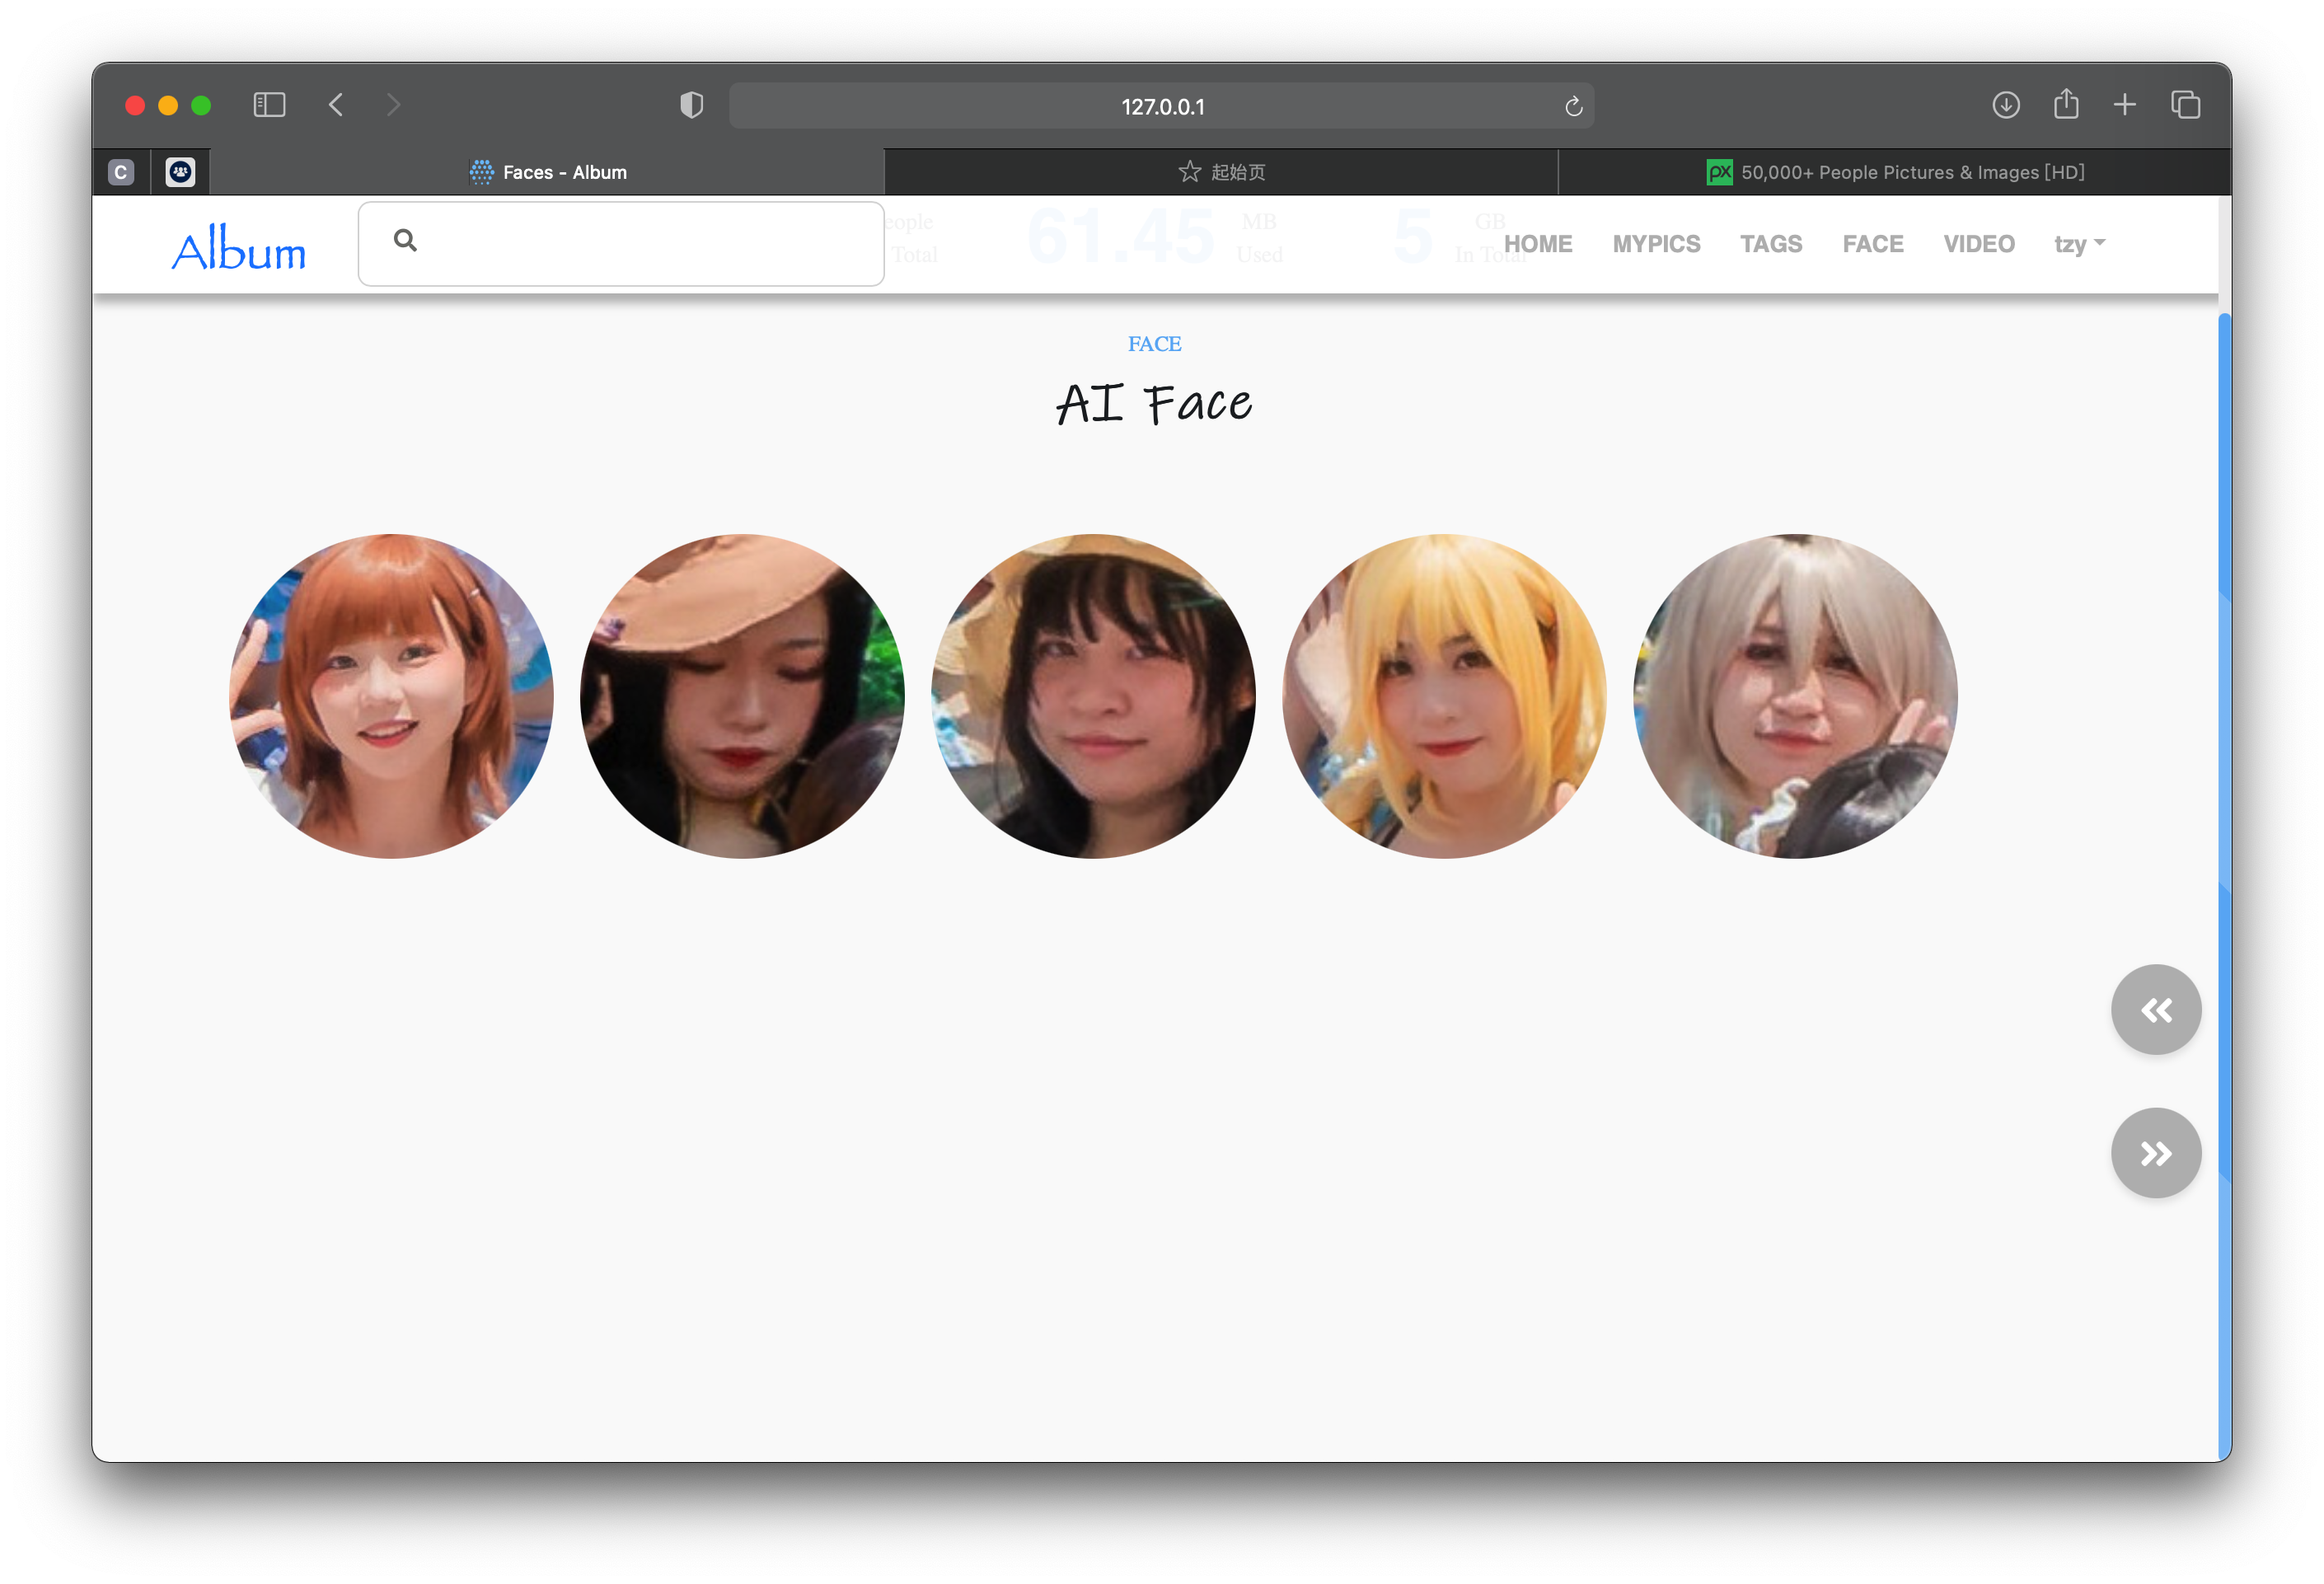 127.0.0.1
C
Faces - Album
起始页
px 50,000+ People Pictures & Images [HD]
Album
eople
Total
61.45
MB
Used
5
GB
In Total
HOME MYPICS TAGS FACE VIDEO tzy
FACE
AI Face